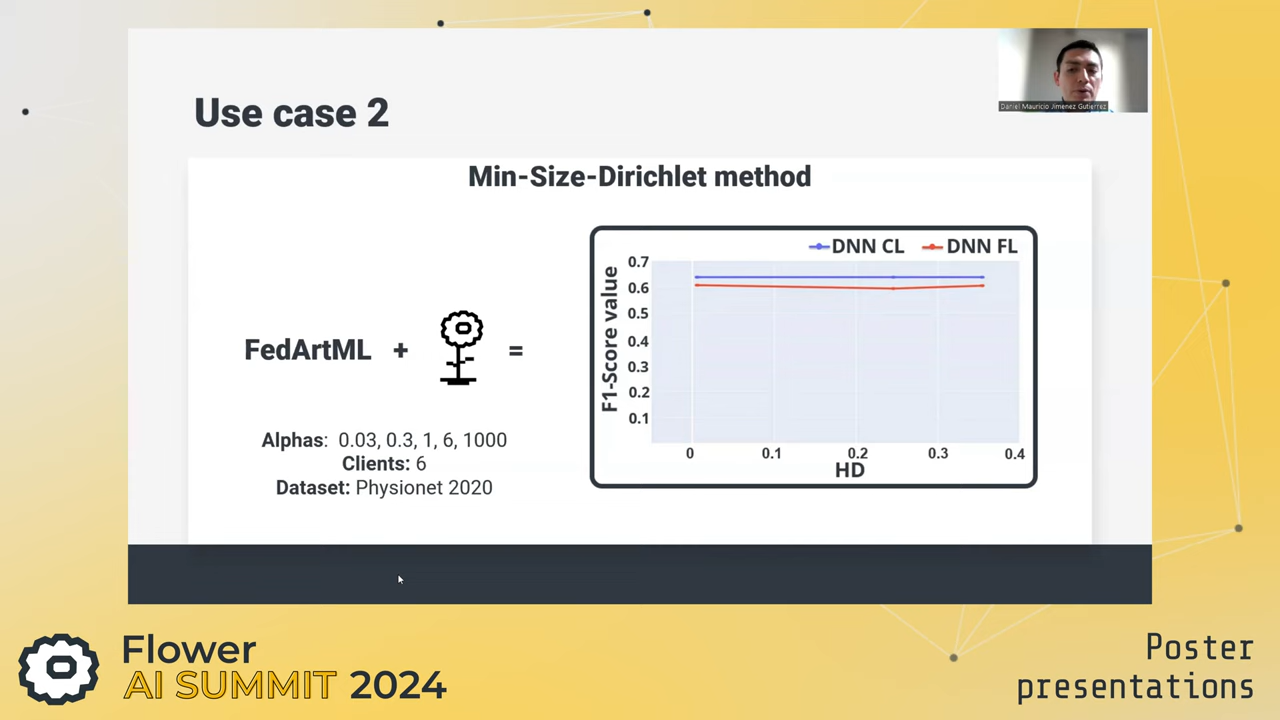 Use case 2
Daniel Mauricio Jimenez Gutierrez
Min-Size-Dirichlet method
FedArtML + =
Alphas: 0.03, 0.3, 1, 6, 1000
Clients: 6
Dataset: Physionet 2020
DNN CL DNN FL
F1-Score value
0.7
0.6
0.5
0.4
0.3
0.2
0.1
0 0.1 0.2 0.3 0.4
HD
Flower
AI SUMMIT 2024
Poster
presentations